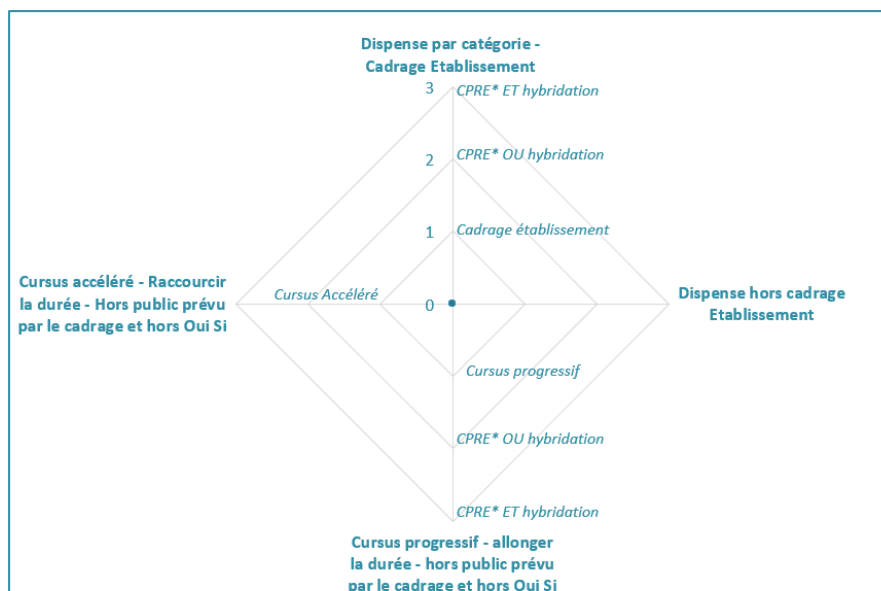 Dispense par catégorie -
Cadrage Etablissement
3
CPRE* ET hybridation
2
CPRE* OU hybridation
1
Cadrage établissement
Cursus accéléré - Raccourcir
la durée - Hors public prévu
par le cadrage et hors Oui Si
Cursus Accéléré
0
Dispense hors cadrage
Etablissement
Cursus progressif
CPRE* OU hybridation
CPRE* ET hybridation
Cursus progressif - allonger
la durée - hors public prévu
par le cadrage et hors Oui Si